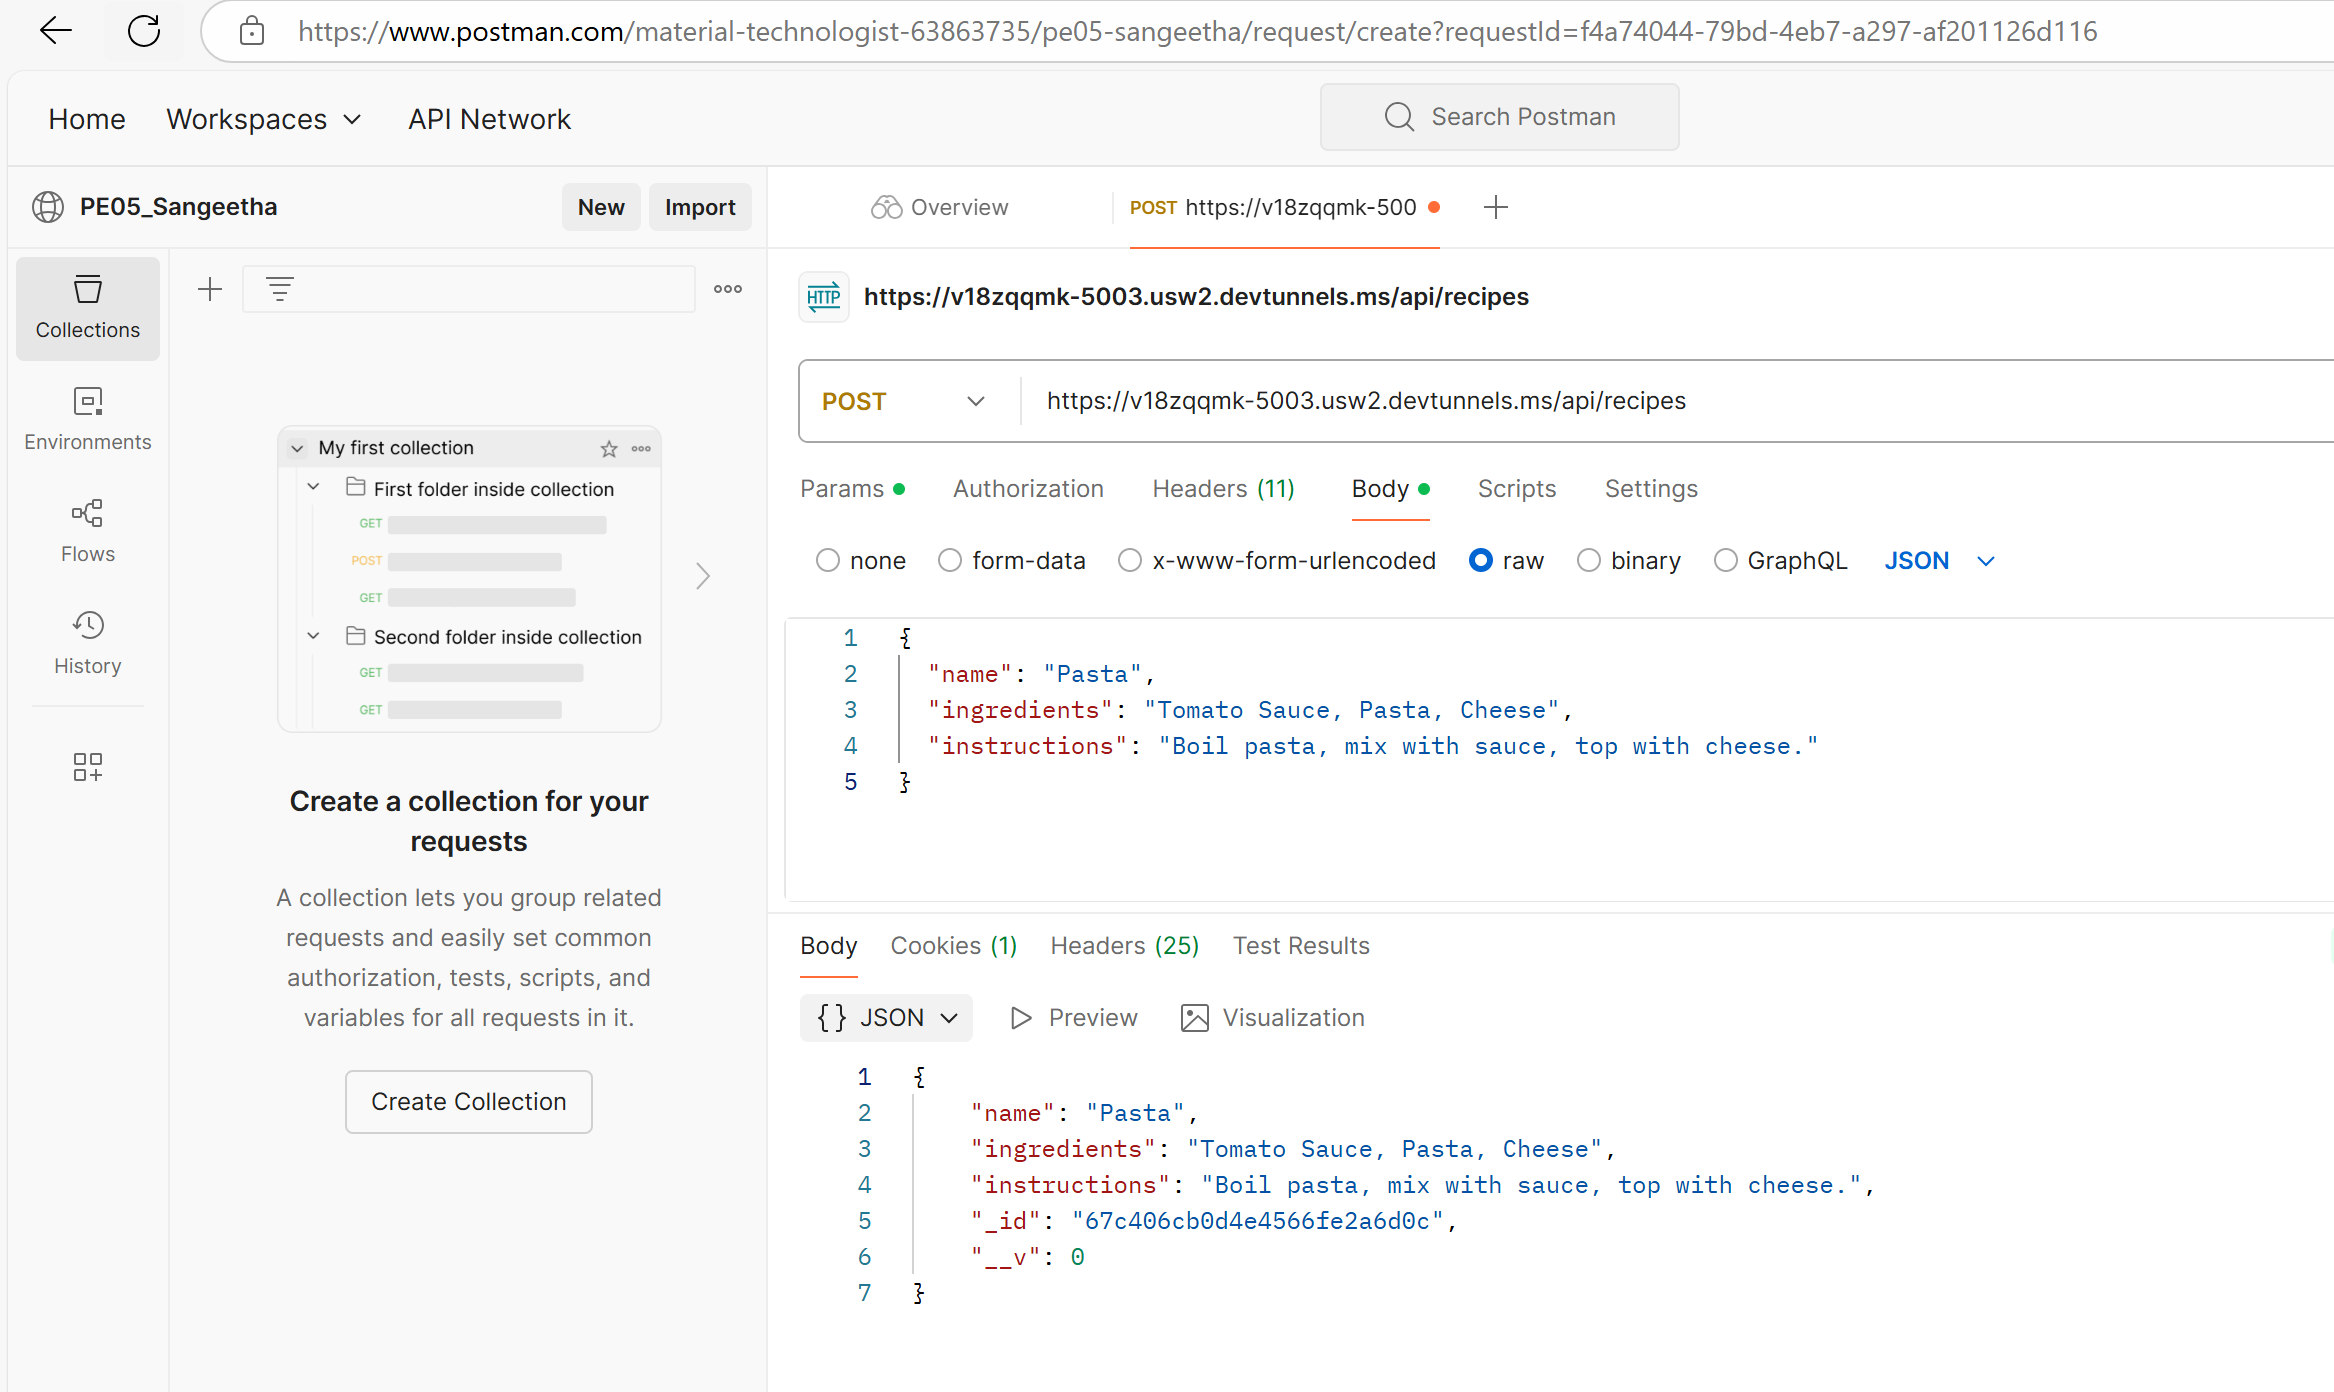 https://www.postman.com/material-technologist-63863735/pe05-sangeetha/request/create?requestId=f4a74044-79bd-4eb7-a297-af201126d116
Home Workspaces API Network Search Postman
PE05_Sangeetha New Import
Overview POST https://v18zqqmk-500
Collections
Environments
Flows
History
My first collection
First folder inside collection
GET
POST
GET
Second folder inside collection
GET
GET
Create a collection for your
requests
A collection lets you group related
requests and easily set common
authorization, tests, scripts, and
variables for all requests in it.
Create Collection
HTTP https://v18zqqmk-5003.usw2.devtunnels.ms/api/recipes
POST https://v18zqqmk-5003.usw2.devtunnels.ms/api/recipes
Params Authorization Headers (11) Body Scripts Settings
none form-data x-www-form-urlencoded raw binary GraphQL JSON
1 {
2 "name": "Pasta",
3 "ingredients": "Tomato Sauce, Pasta, Cheese",
4 "instructions": "Boil pasta, mix with sauce, top with cheese."
5 }
Body Cookies (1) Headers (25) Test Results
{} JSON Preview Visualization
1 {
2 "name": "Pasta",
3 "ingredients": "Tomato Sauce, Pasta, Cheese",
4 "instructions": "Boil pasta, mix with sauce, top with cheese.",
5 "_id": "67c406cb0d4e4566fe2a6d0c",
6 "__v": 0
7 }